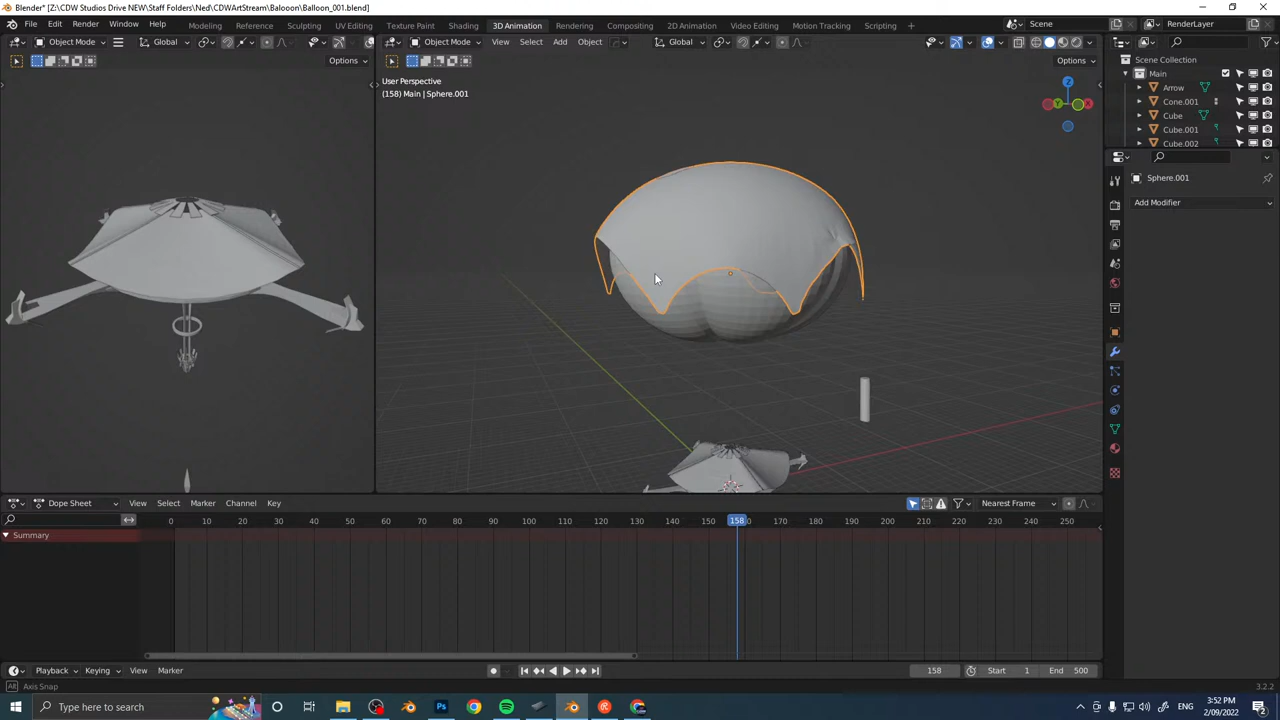 Blender* [Z:\CDW Studios Drive NEW\Staff Folders\Ned\CDWArtStream\Balooon\Balloon_001.blend]
File Edit Render Window Help Modeling Reference Sculpting UV Editing Texture Paint Shading 3D Animation Rendering Compositing 2D Animation Video Editing Scripting Scene RenderLayer
Object Mode Global Object Mode View Select Add Object Global
Options Options
User Perspective
(158) Main | Sphere.001
Scene Collection
Main
Arrow
Cone.001
Cube
Cube.001
Cube.002
Sphere.001
Add Modifier
Z
Y
X
Dope Sheet View Select Marker Channel Key Nearest Frame
0 10 20 30 40 50 60 70 80 90 100 110 120 130 140 150 158 170 180 190 200 210 220 230 240 250
Summary
Playback Keying View Marker 158 Start 1 End 500
Axis Snap 3.2.2
Type here to search 3:52 PM
2/09/2022